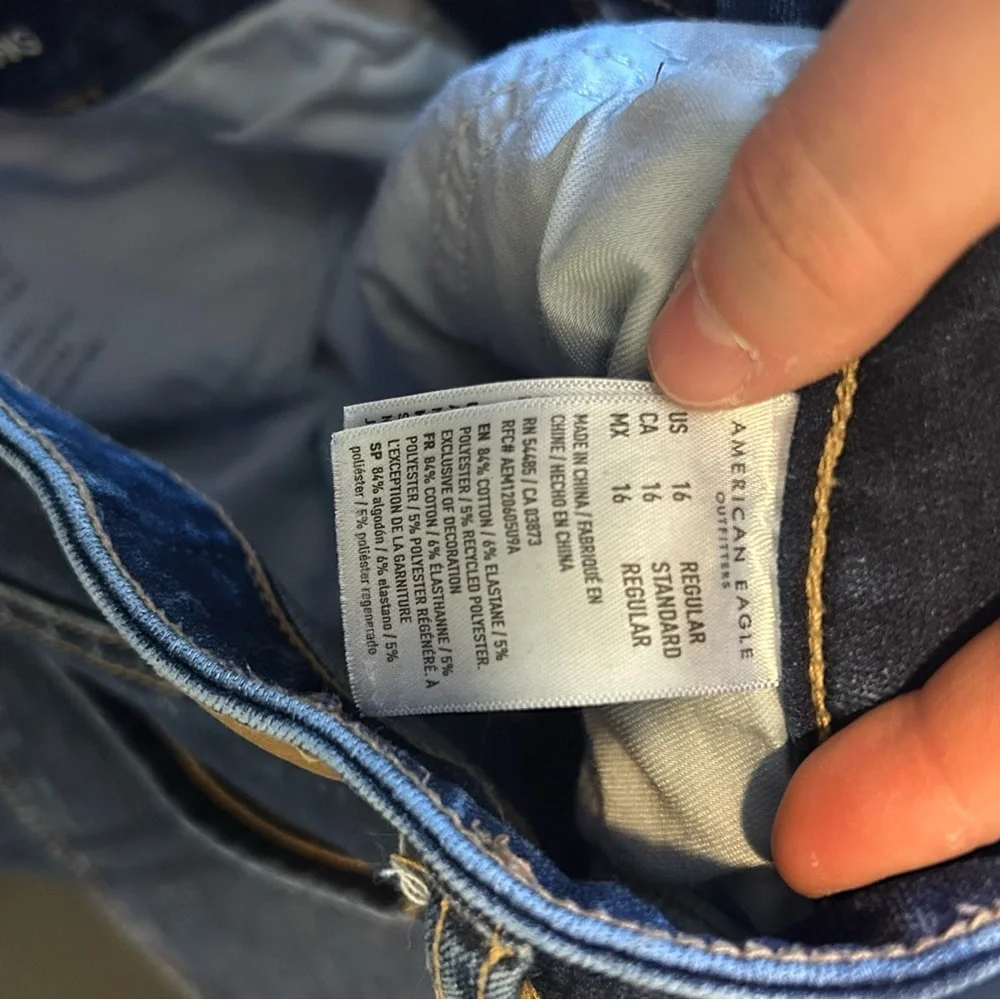 AMERICAN EAGLE
OUTFITTERS
US 16 REGULAR
CA 16 STANDARD
MX 16 REGULAR
MADE IN CHINA / FABRIQUÉ EN
CHINE / HECHO EN CHINA
RN 54485 / CA 03873
RFC# AEM120605U9A
EN 84% COTTON / 6% ELASTANE / 5%
POLYESTER / 5% RECYCLED POLYESTER.
EXCLUSIVE OF DECORATION
FR 84% COTON / 6% ÉLASTHANNE / 5%
POLYESTER / 5% POLYESTER RÉGÉNÉRÉ. À
L'EXCEPTION DE LA GARNITURE
SP 84% algodón / 6% elastano / 5%
poliéster / 5% poliéster regenerado